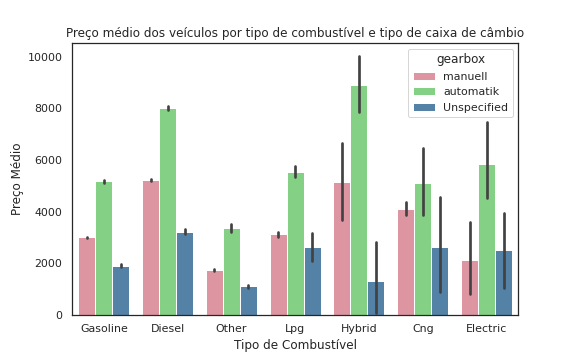 Preço médio dos veículos por tipo de combustível e tipo de caixa de câmbio
gearbox
manuell
automatik
Unspecified
Preço Médio
10000
8000
6000
4000
2000
0
Gasoline Diesel Other Lpg Hybrid Cng Electric
Tipo de Combustível